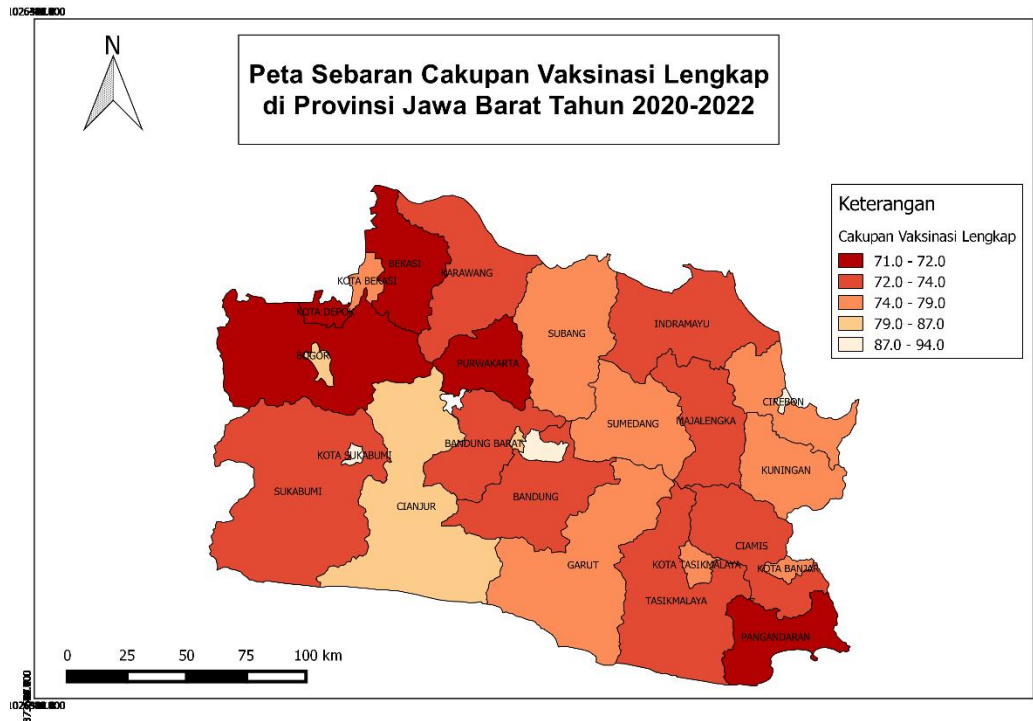 N
Peta Sebaran Cakupan Vaksinasi Lengkap
di Provinsi Jawa Barat Tahun 2020-2022
Keterangan
Cakupan Vaksinasi Lengkap
71.0 - 72.0
72.0 - 74.0
74.0 - 79.0
79.0 - 87.0
87.0 - 94.0
BEKASI
KARAWANG
KOTA BEKASI
KOTA DEPOK
INDRAMAYU
SUBANG
BOGOR
PURWAKARTA
CIREBON
SUMEDANG
MAJALENGKA
BANDUNG BARAT
KOTA SUKABUMI
KUNINGAN
SUKABUMI
BANDUNG
CIANJUR
CIAMIS
GARUT
KOTA TASIKMALAYA
KOTA BANJAR
TASIKMALAYA
PANGANDARAN
0 25 50 75 100 km